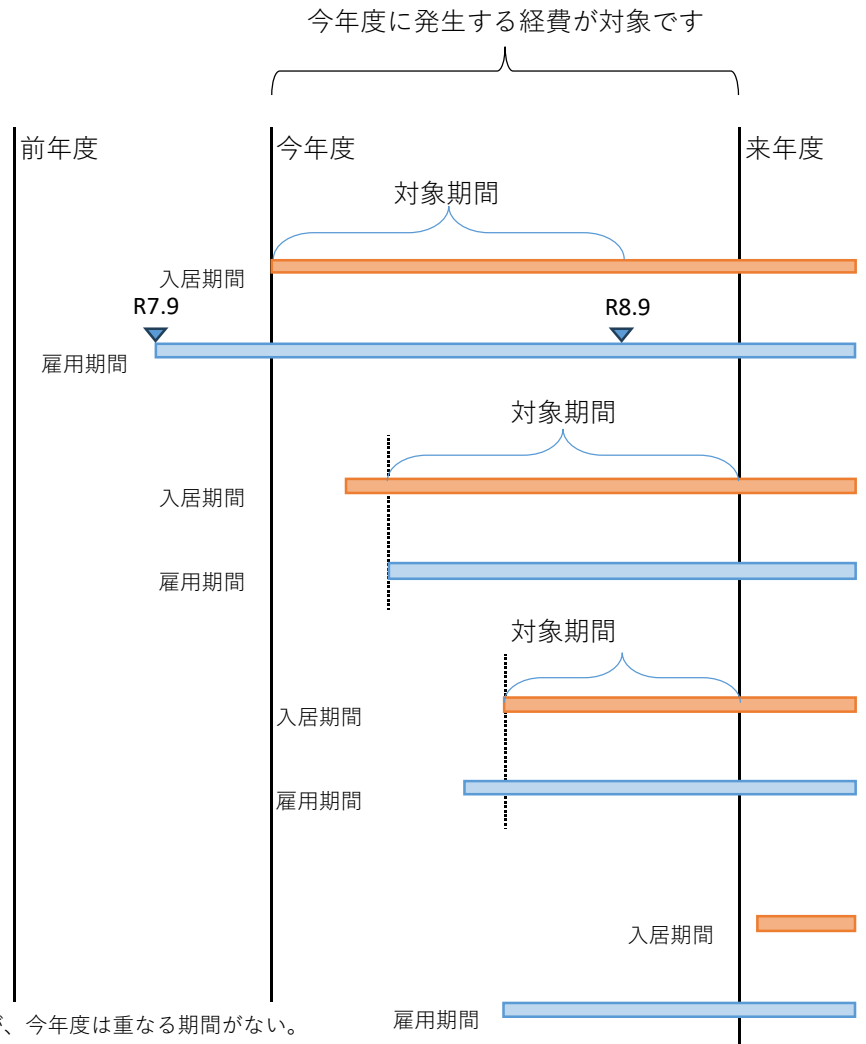 今年度に発生する経費が対象です
前年度
今年度
来年度
対象期間
入居期間
R7.9
R8.9
雇用期間
対象期間
入居期間
雇用期間
対象期間
入居期間
雇用期間
入居期間
雇用期間
、今年度は重なる期間がない。